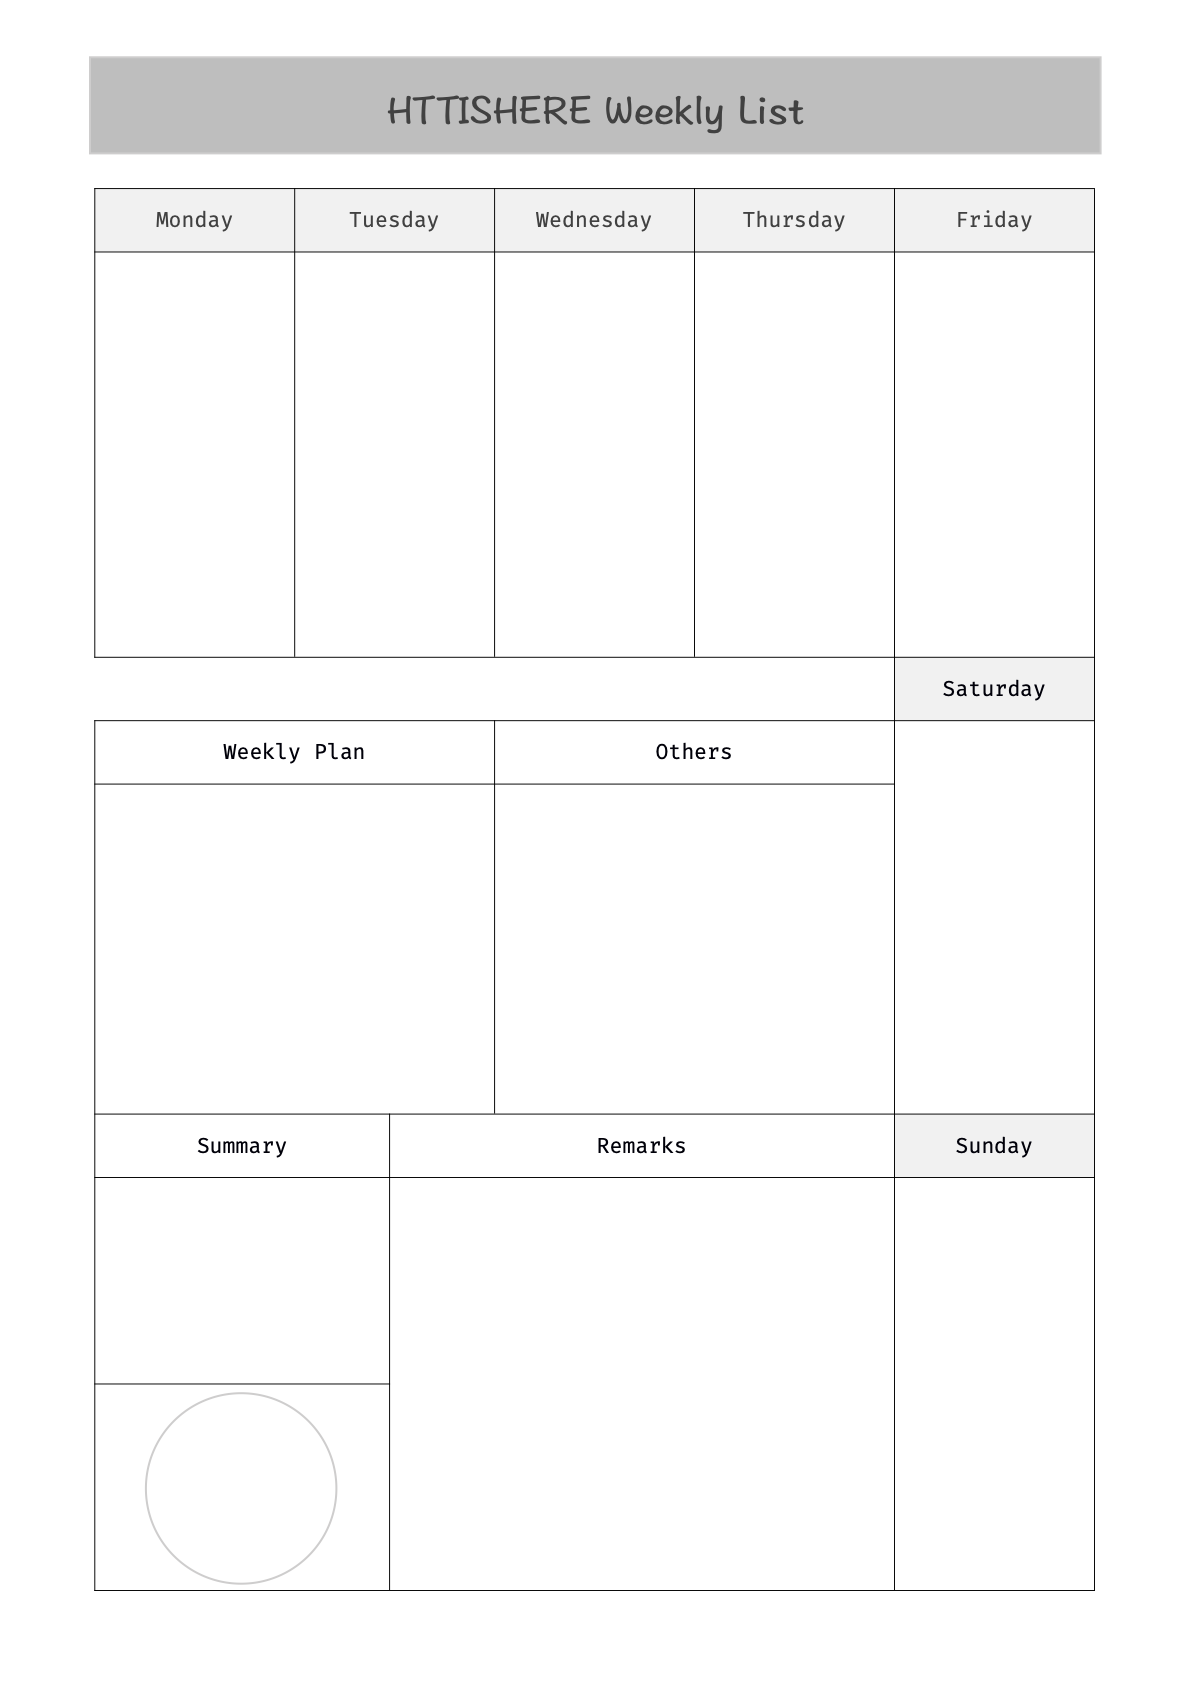 HTTISHERE Weekly List
Monday
Tuesday
Wednesday
Thursday
Friday
Saturday
Weekly Plan
Others
Summary
Remarks
Sunday